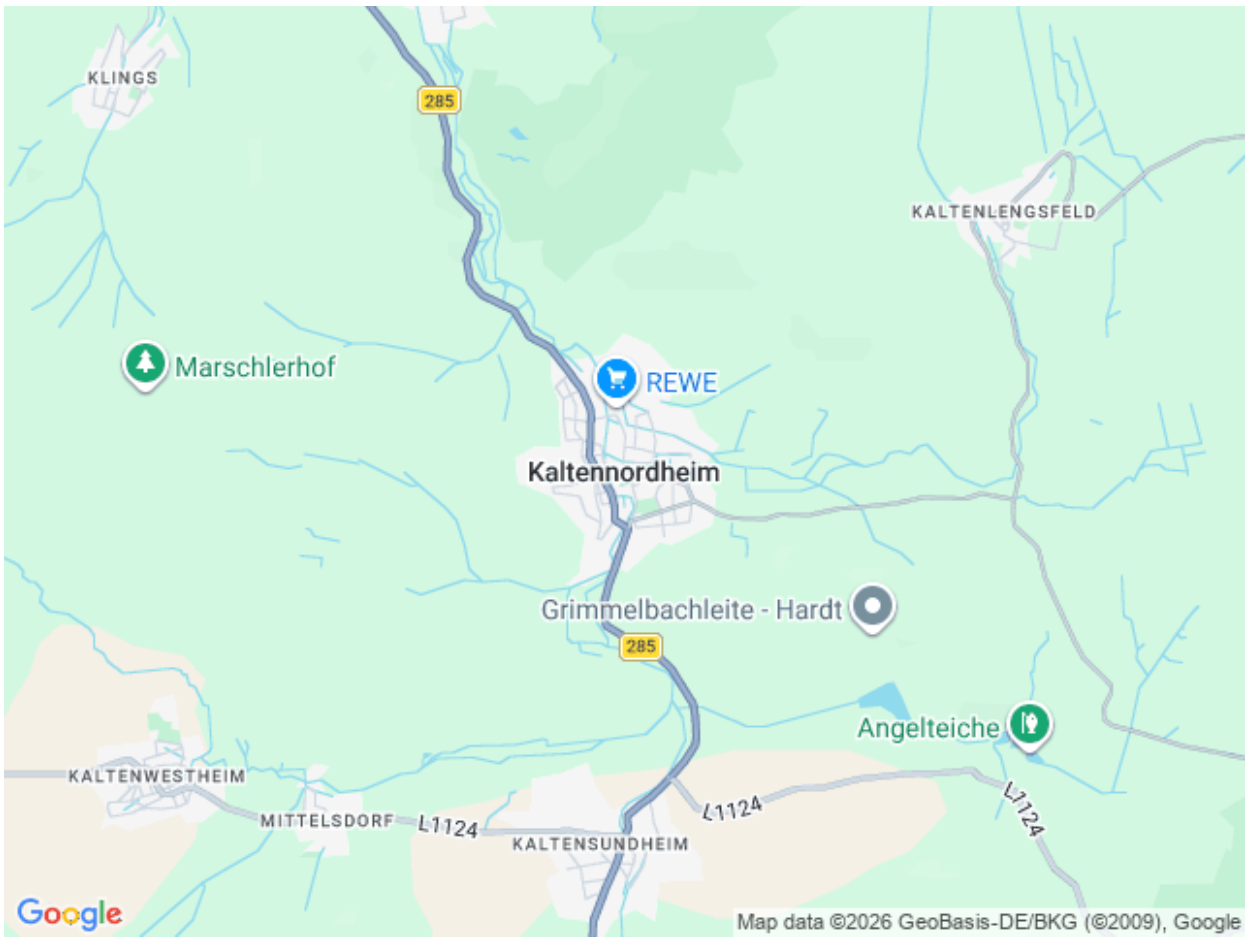 KLINGS
285
KALTENLENGSFELD
Marschlerhof
REWE
Kaltennordheim
Grimmelbachleite - Hardt
285
Angelteiche
KALTENWESTHEIM
MITTELSDORF
L1124
L1124
L1124
KALTENSUNDHEIM
Google
Map data ©2026 GeoBasis-DE/BKG (©2009), Google